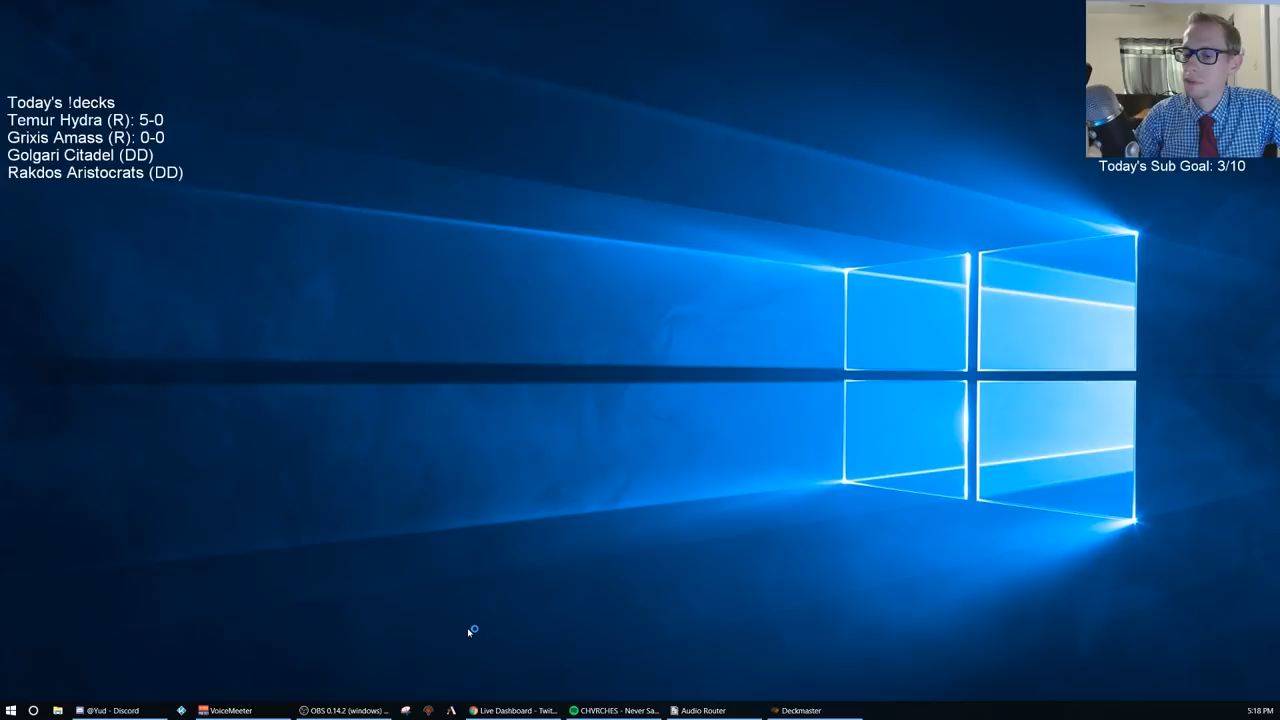 Today's !decks
Temur Hydra (R): 5-0
Grixis Amass (R): 0-0
Golgari Citadel (DD)
Rakdos Aristocrats (DD)
Today's Sub Goal: 3/10
@Yud - Discord
VoiceMeeter
OBS 0.14.2 (windows) ...
Live Dashboard - Twit...
CHVRCHES - Never Sa...
Audio Router
Deckmaster
5:18 PM